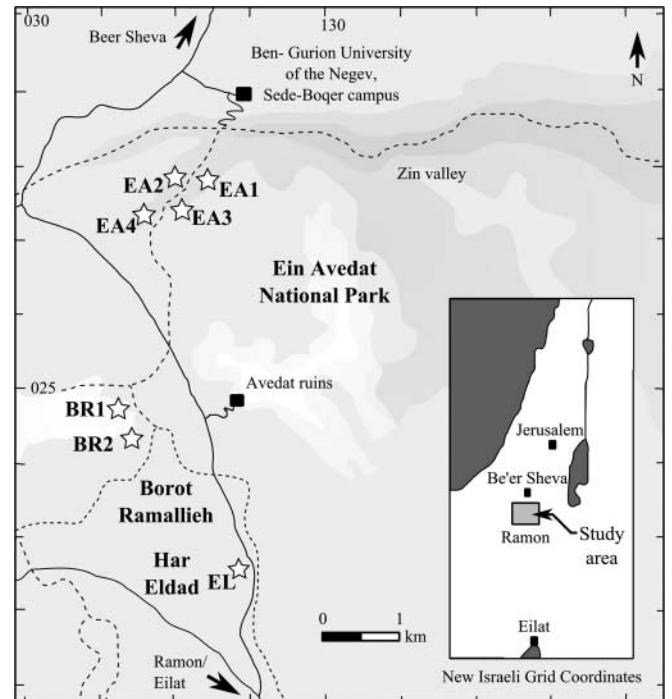 030
130
Beer Sheva
Ben- Gurion University
of the Negev,
Sede-Boqer campus
N
Zin valley
EA2
EA1
EA4
EA3
Ein Avedat
National Park
025
Avedat ruins
BR1
BR2
Borot
Ramallieh
Har
Eldad
EL
0 1
km
Ramon/
Eilat
Jerusalem
Be'er Sheva
Ramon
Study
area
Eilat
New Israeli Grid Coordinates